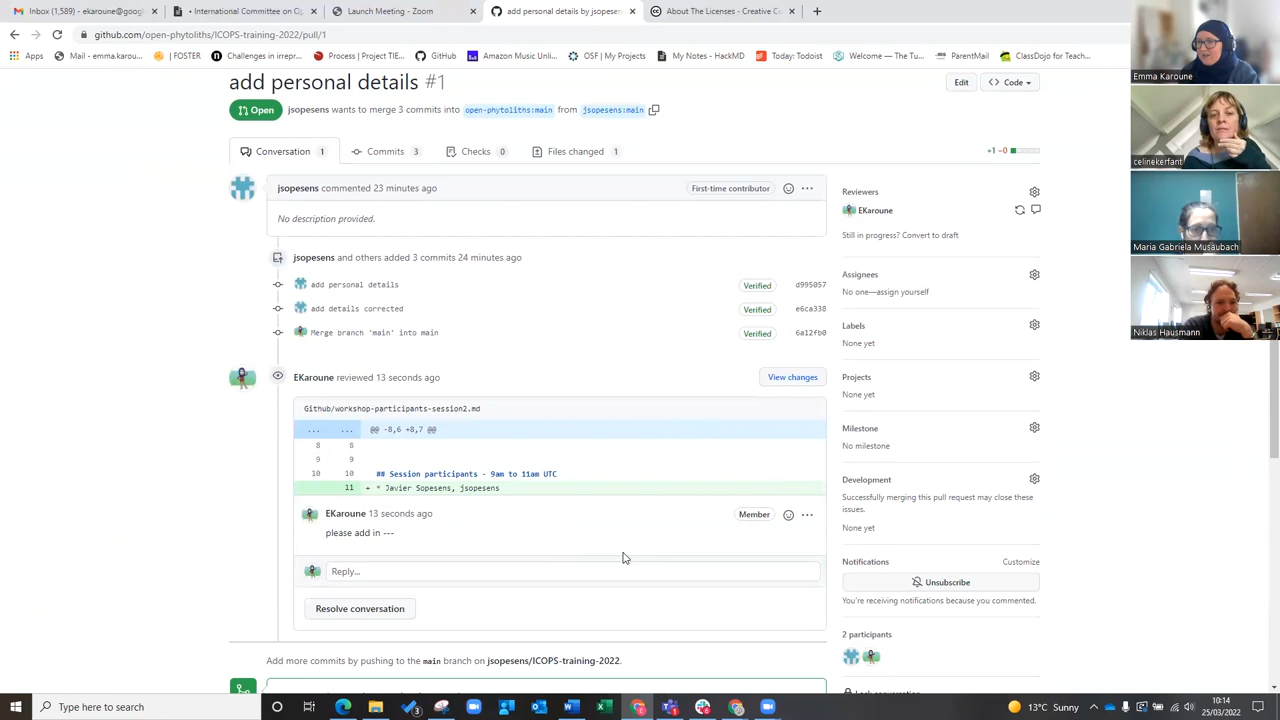 Inbox (1,589) - ekaroune@googl
• International Committee on Op
Launch Meeting - Zoom
add personal details by jsopesen
About The Licenses - Creative Co
github.com/open-phytoliths/ICOPS-training-2022/pull/1
Apps
Mail - emma.karou...
| FOSTER
Challenges in irrepr...
Process | Project TIE...
GitHub
Amazon Music Unli...
OSF | My Projects
My Notes - HackMD
Today: Todoist
Welcome — The Tu...
ParentMail
ClassDojo for Teach...
add personal details #1
Edit
<> Code
Open
jsopesens wants to merge 3 commits into open-phytoliths:main from jsopesens:main
Conversation 1
Commits 3
Checks 0
Files changed 1
+1 −0
jsopesens commented 23 minutes ago
First-time contributor
No description provided.
jsopesens and others added 3 commits 24 minutes ago
add personal details
Verified
d995057
add details corrected
Verified
e6ca338
Merge branch 'main' into main
Verified
6a12fb0
EKaroune reviewed 13 seconds ago
View changes
Github/workshop-participants-session2.md
... ... @@ -8,6 +8,7 @@
8 8
9 9
10 10 ## Session participants - 9am to 11am UTC
11 + * Javier Sopesens, jsopesens
EKaroune 13 seconds ago
Member
please add in ---
Reply...
Resolve conversation
Add more commits by pushing to the main branch on jsopesens/ICOPS-training-2022.
Reviewers
EKaroune
Still in progress? Convert to draft
Assignees
No one—assign yourself
Labels
None yet
Projects
None yet
Milestone
No milestone
Development
Successfully merging this pull request may close these
issues.
None yet
Notifications
Customize
Unsubscribe
You're receiving notifications because you commented.
2 participants
Lock conversation
Emma Karoune
celinekerfant
Maria Gabriela Musaubach
Niklas Hausmann
Type here to search
3
13°C Sunny
10:14
25/03/2022